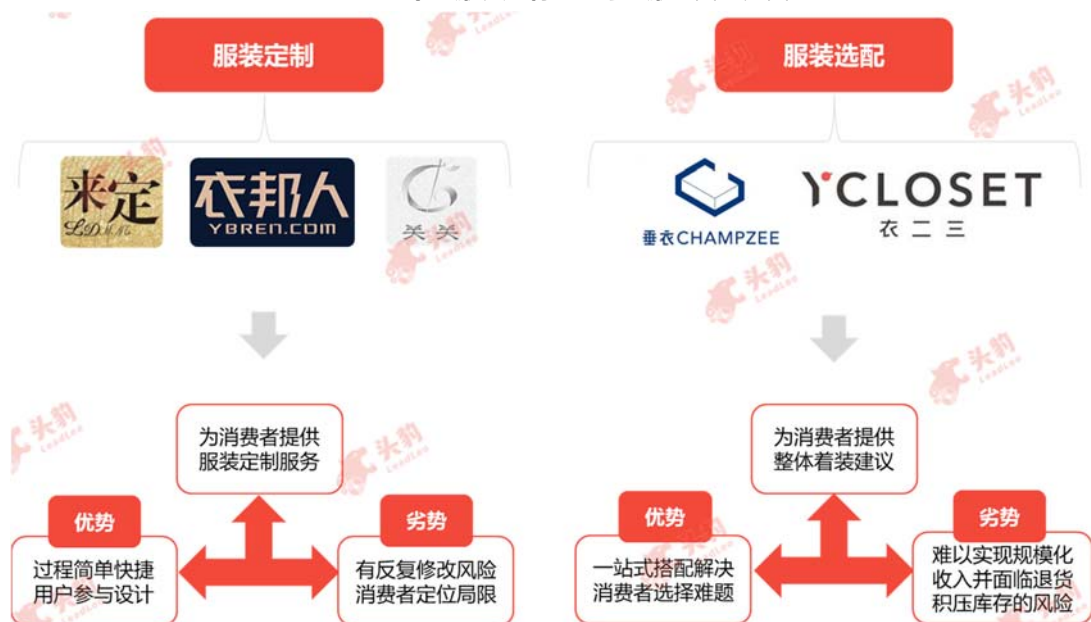 服装定制
服装选配
来定
衣邦人
YBREN.COM
关关
垂衣CHAMPZEE
YCLOSET
衣二三
为消费者提供
服装定制服务
优势
过程简单快捷
用户参与设计
劣势
有反复修改风险
消费者定位局限
为消费者提供
整体着装建议
优势
一站式搭配解决
消费者选择难题
劣势
难以实现规模化
收入并面临退货
积压库存的风险
头豹
LeadLeo